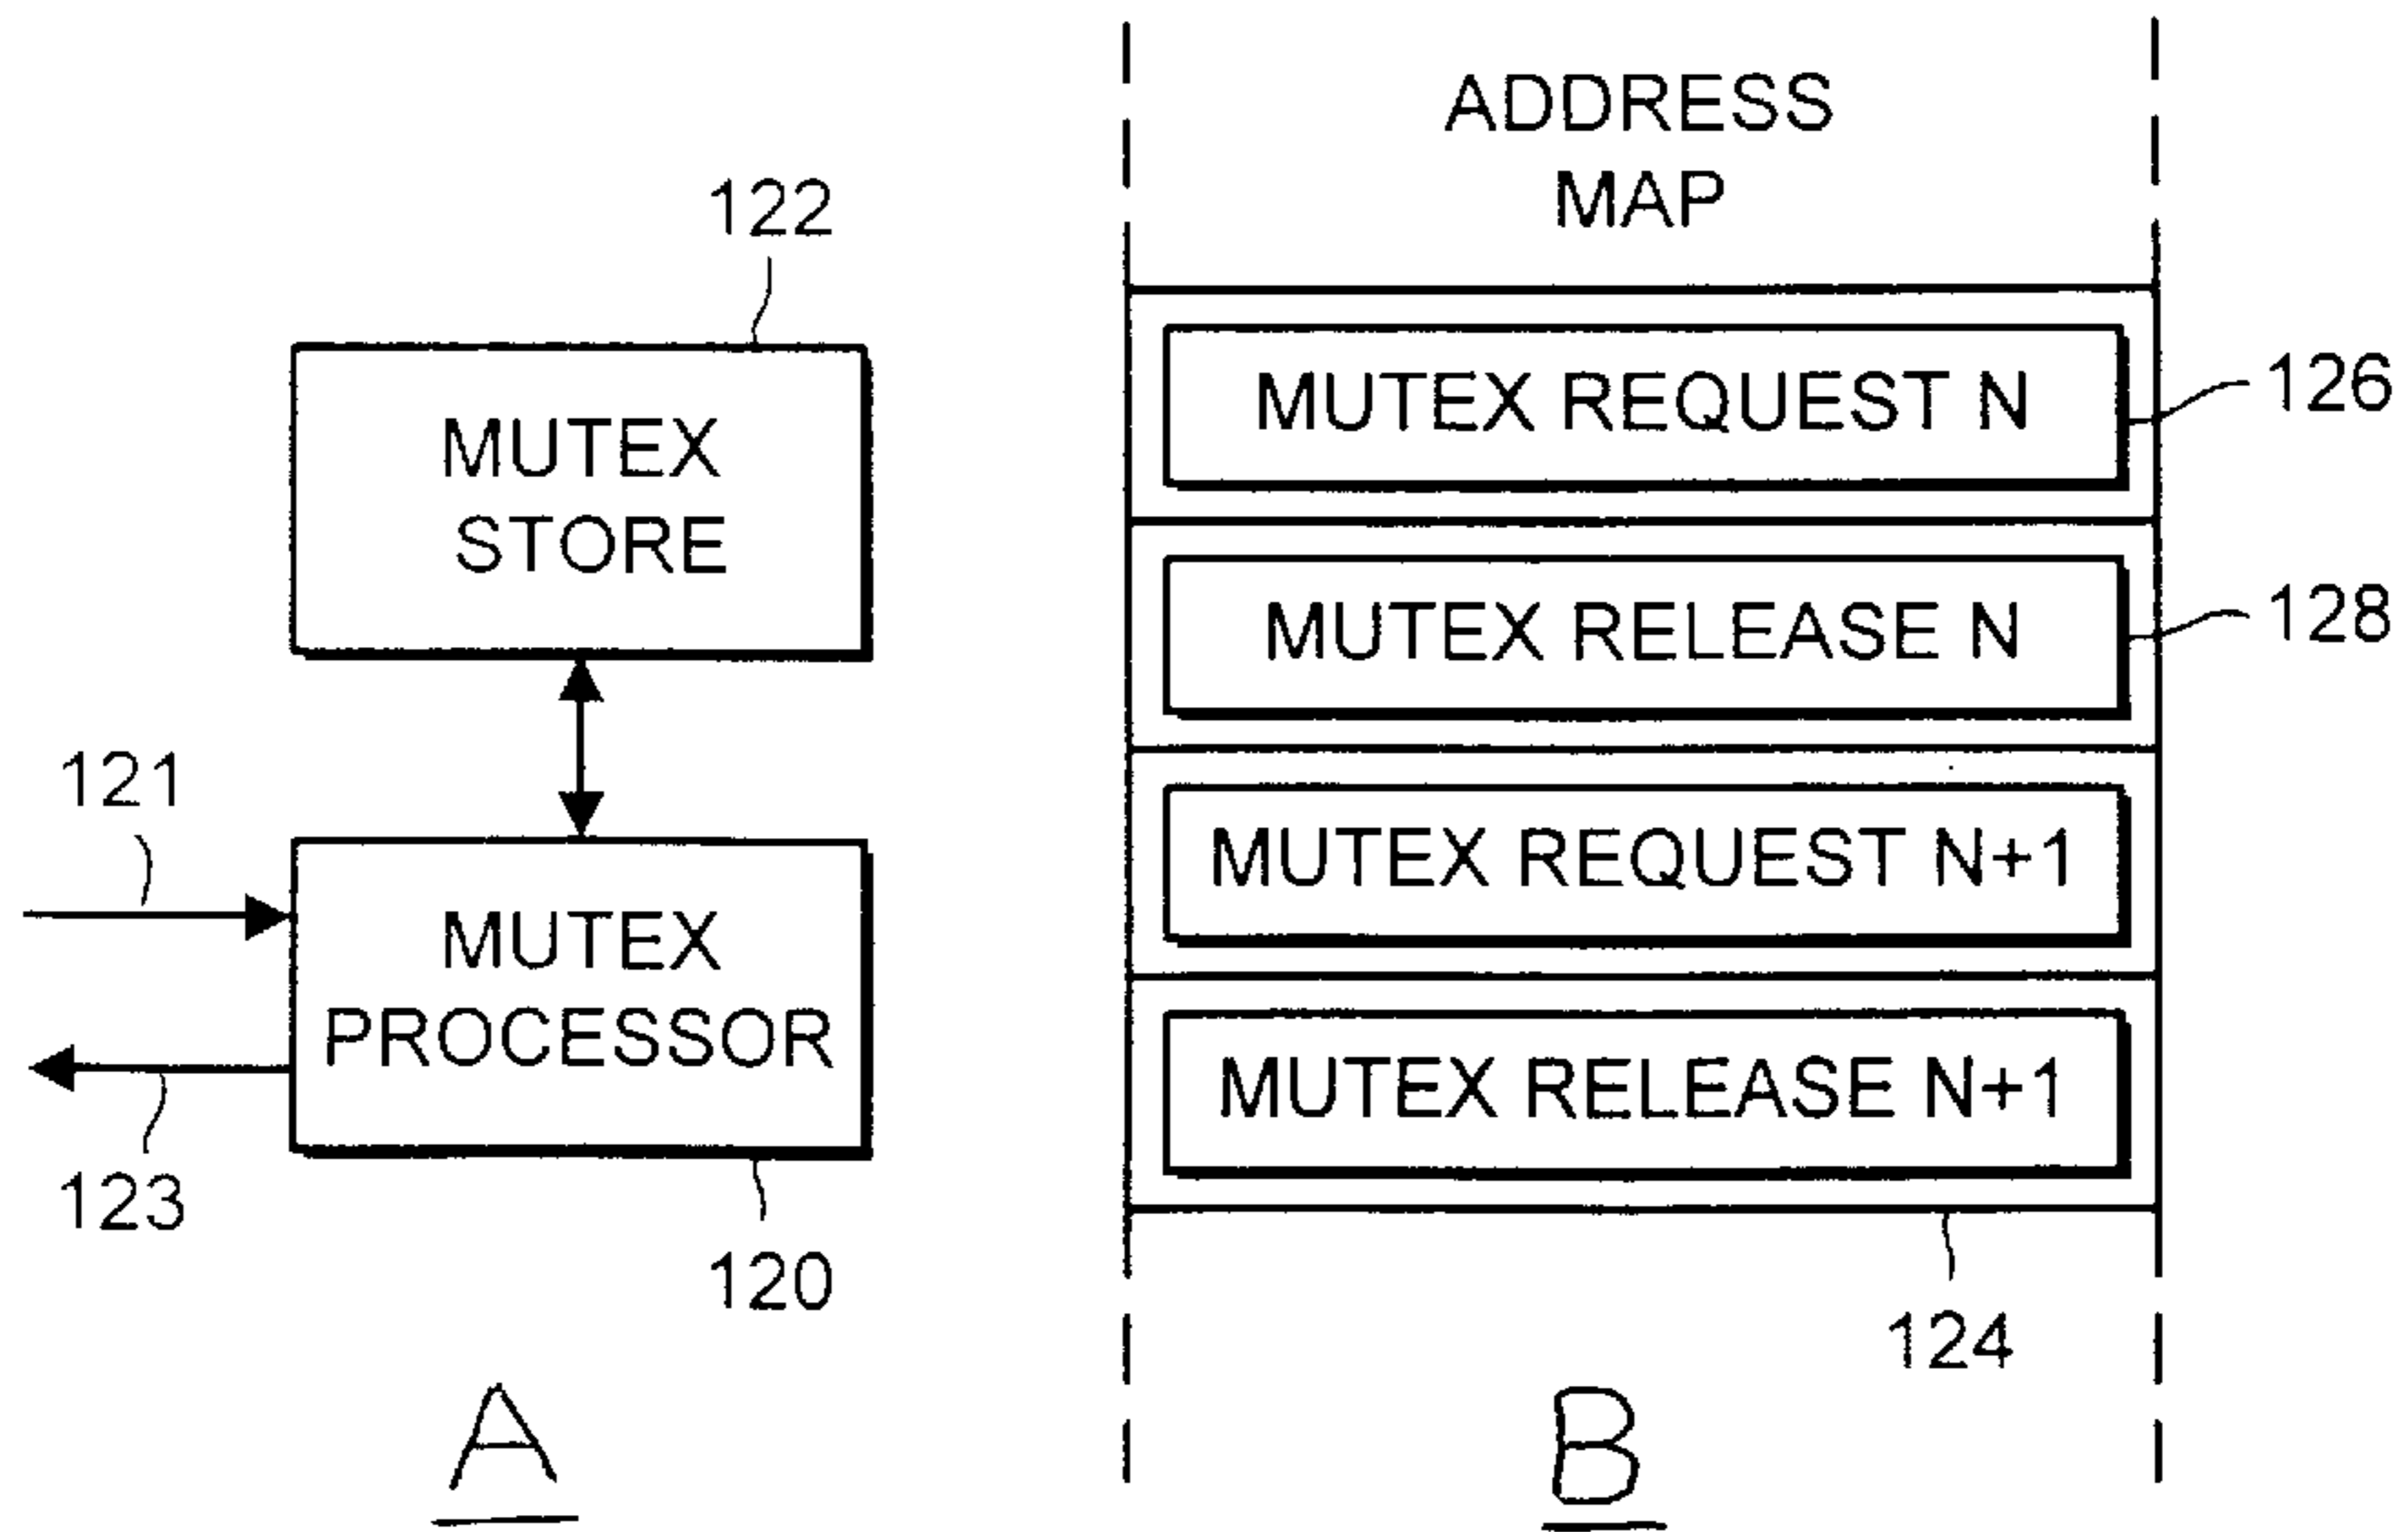 122
MUTEX
STORE
121
MUTEX
PROCESSOR
123
120
A
ADDRESS
MAP
MUTEX REQUEST N
126
MUTEX RELEASE N
128
MUTEX REQUEST N+1
MUTEX RELEASE N+1
124
B